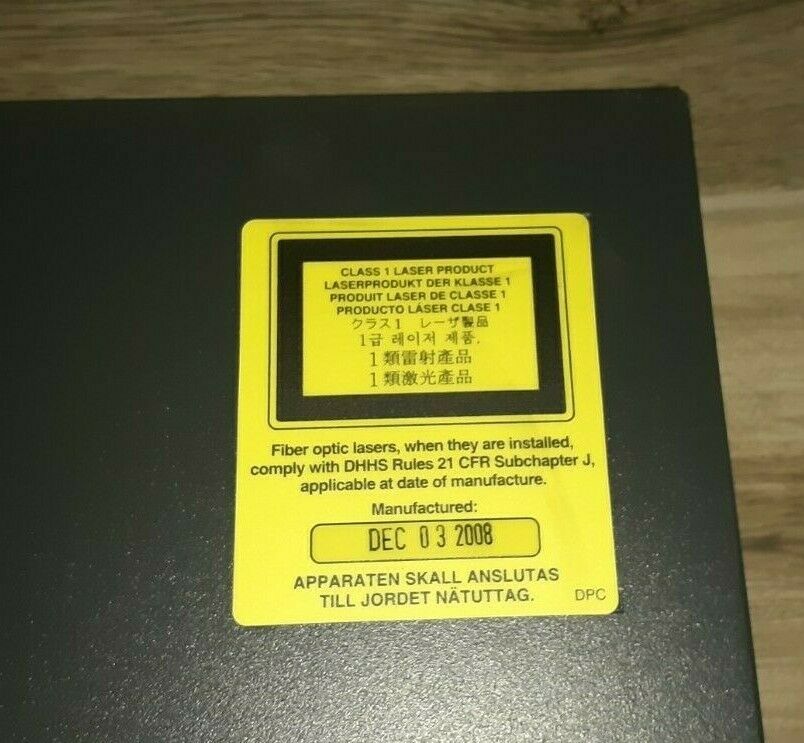 CLASS 1 LASER PRODUCT
LASERPRODUKT DER KLASSE 1
PRODUIT LASER DE CLASSE 1
PRODUCTO LÁSER CLASE 1
クラス1 レーザ製品
1급 레이저 제품.
1類雷射產品
1類激光產品
Fiber optic lasers, when they are installed,
comply with DHHS Rules 21 CFR Subchapter J,
applicable at date of manufacture.
Manufactured:
DEC 03 2008
APPARATEN SKALL ANSLUTAS
TILL JORDET NÄTUTTAG.
DPC